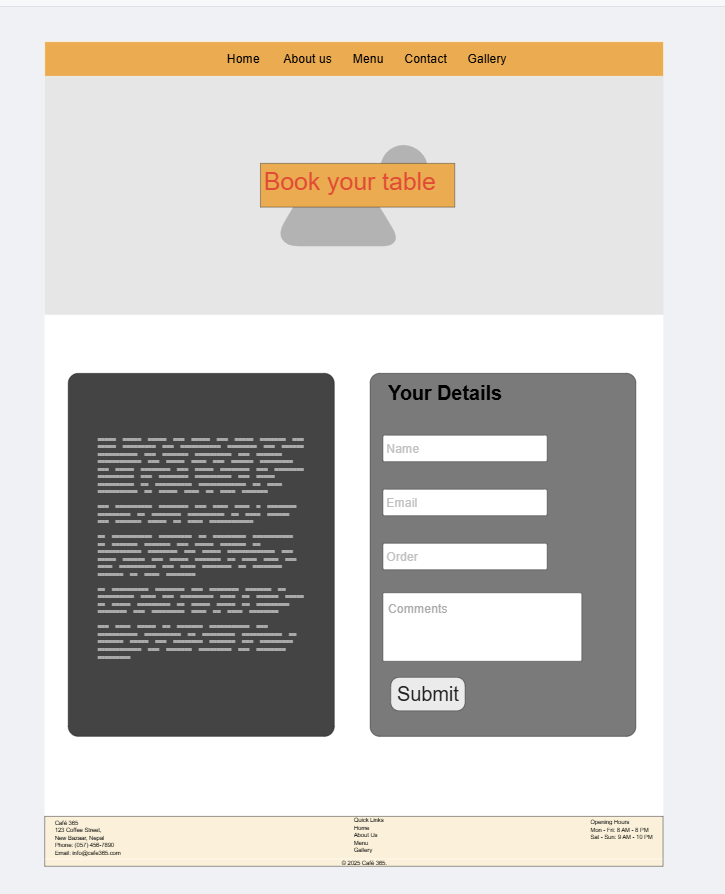 Home About us Menu Contact Gallery
Book your table
Your Details
Name
Email
Order
Comments
Submit
Café 365
123 Coffee Street,
New Bazaar, Nepal
Phone: (057) 456-7890
Email: info@cafe365.com
Quick Links
Home
About Us
Menu
Gallery
Opening Hours
Mon - Fri: 8 AM - 8 PM
Sat - Sun: 9 AM - 10 PM
© 2025 Café 365.